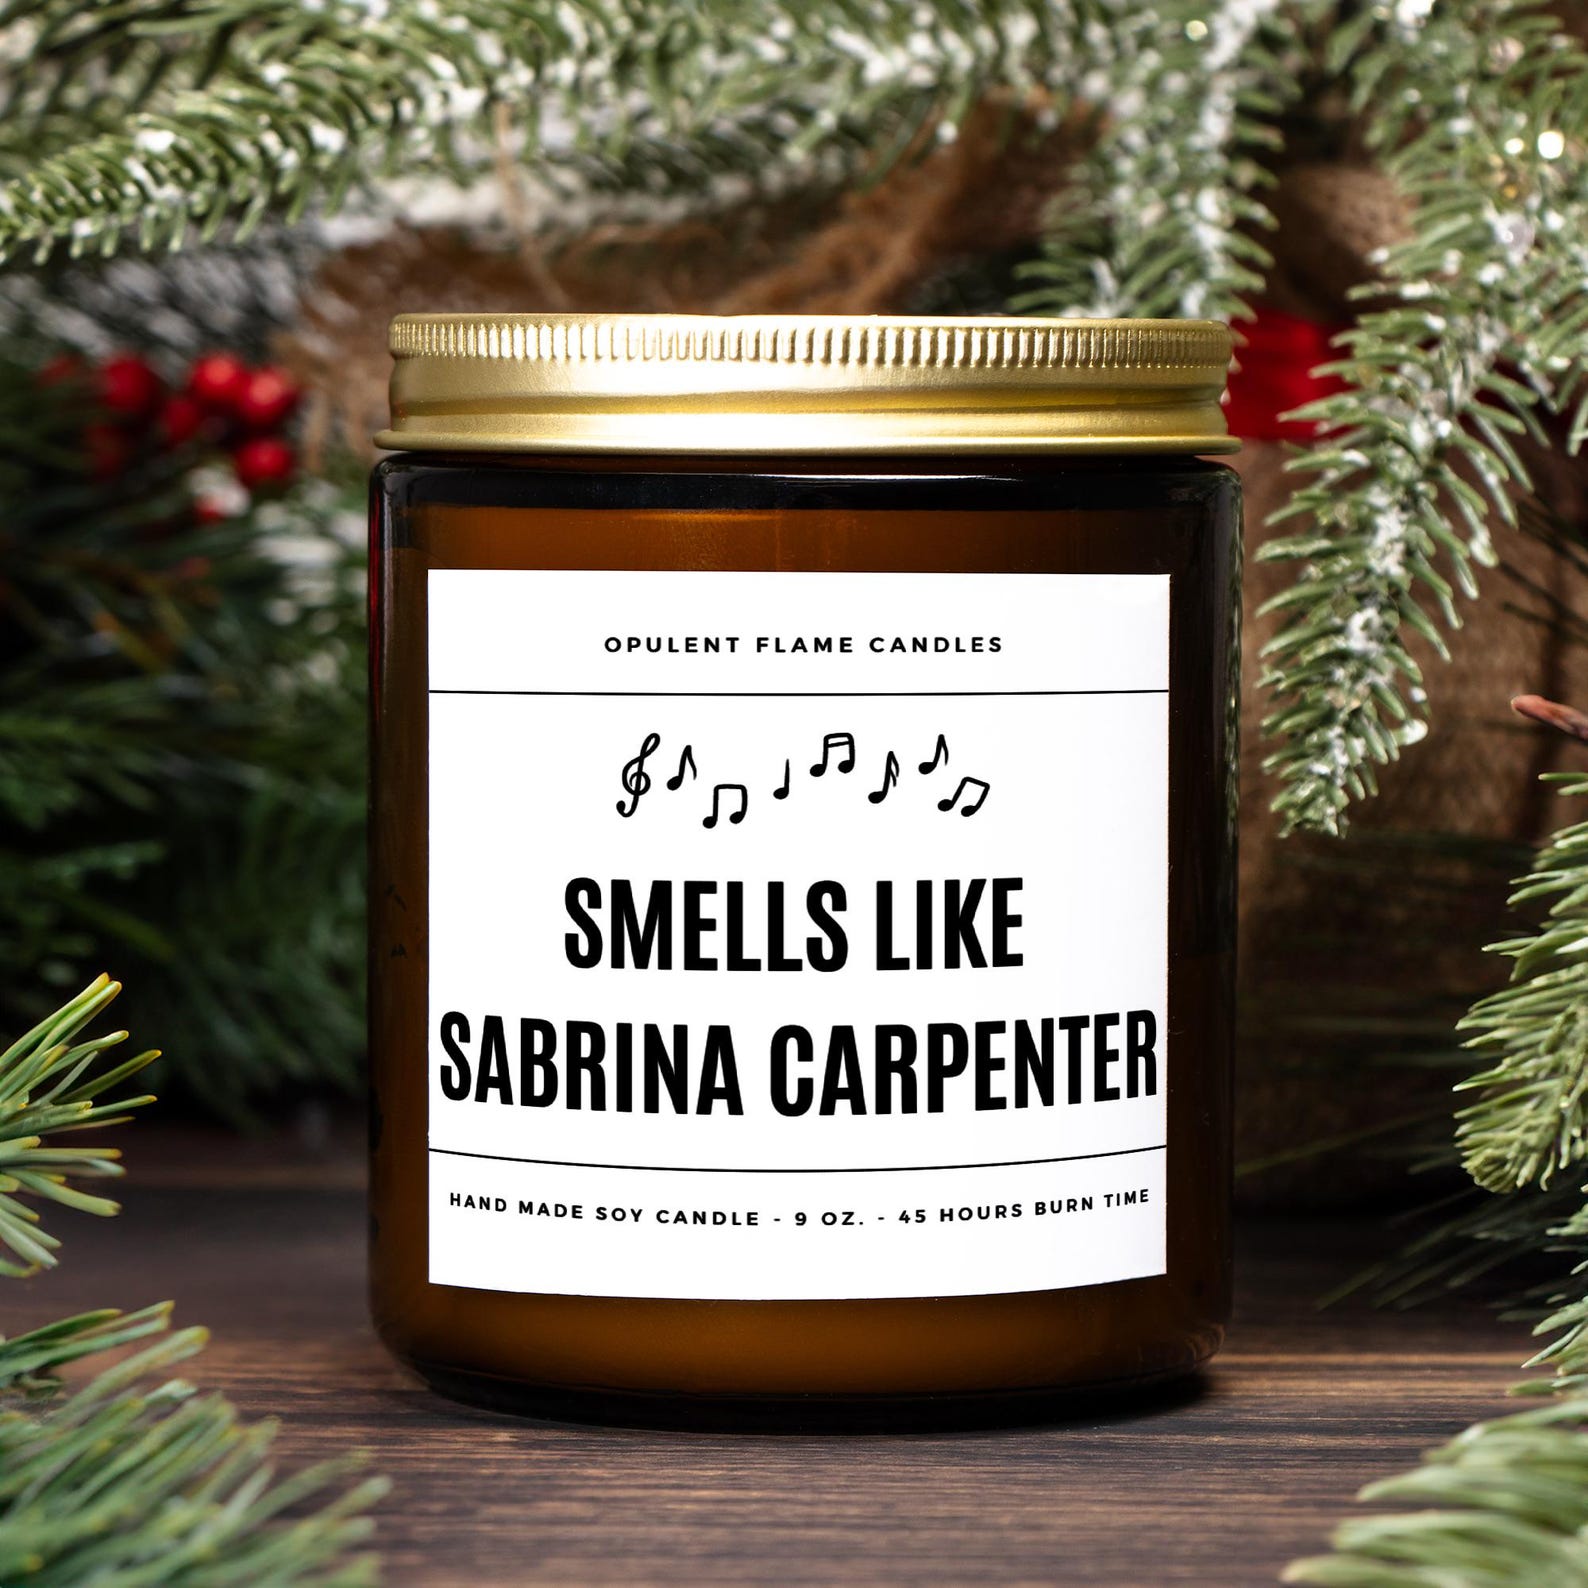 OPULENT FLAME CANDLES
SMELLS LIKE
SABRINA CARPENTER
HAND MADE SOY CANDLE - 9 OZ. - 45 HOURS BURN TIME